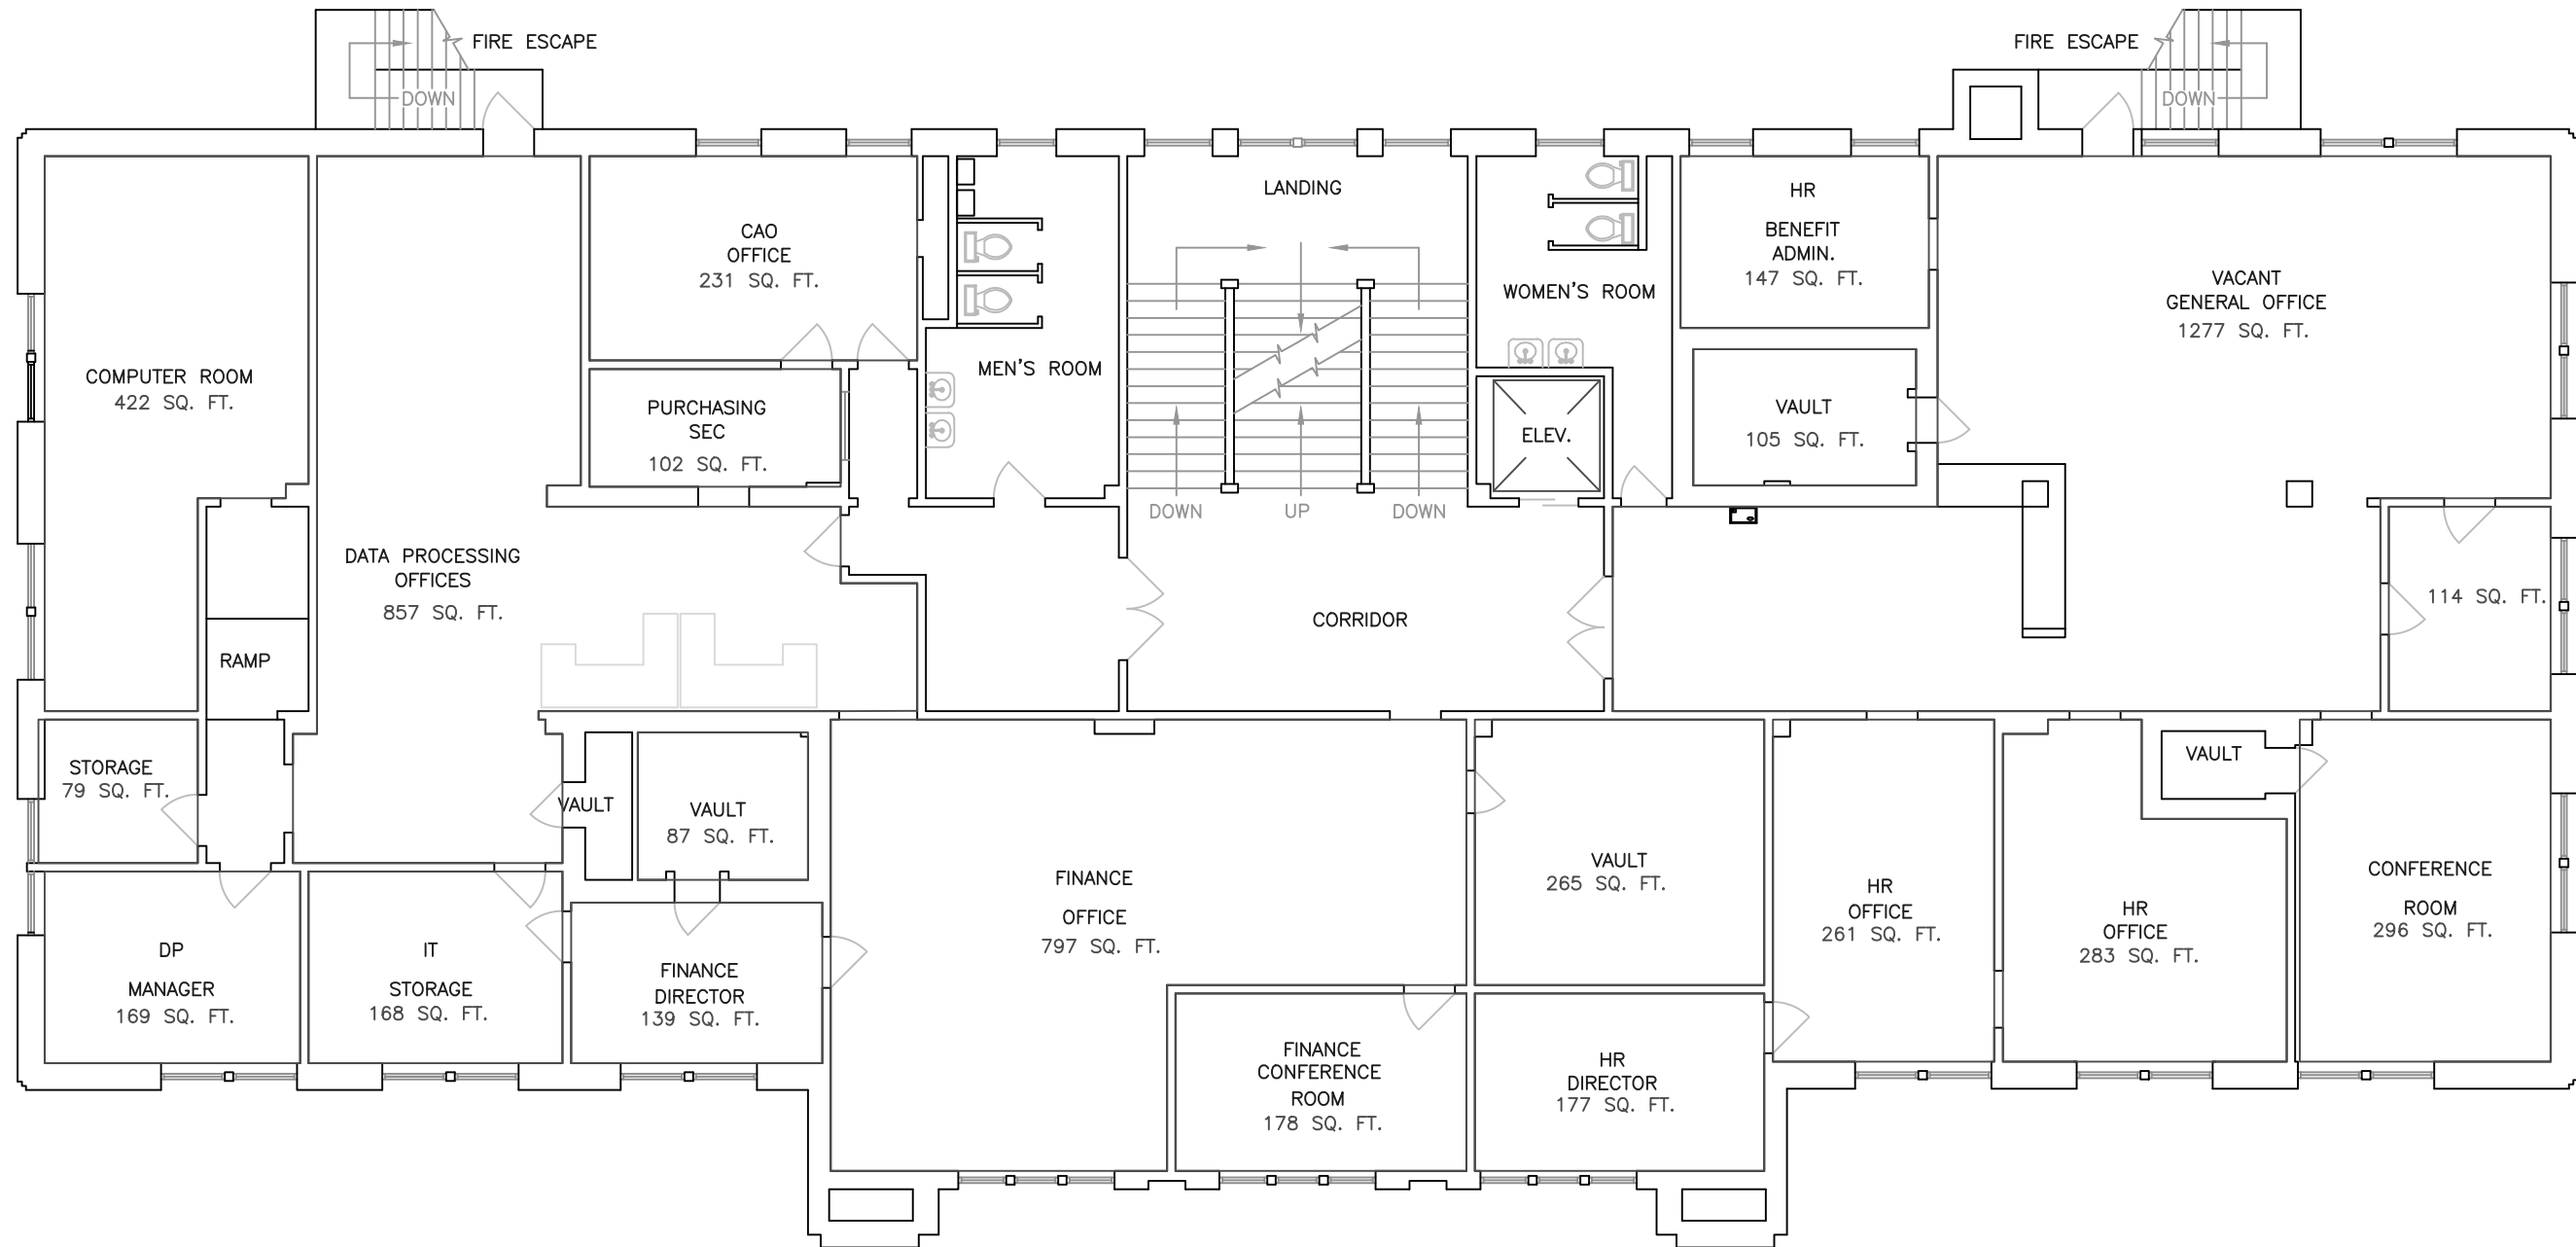 FIRE ESCAPE
DOWN
FIRE ESCAPE
DOWN
LANDING
HR
BENEFIT
ADMIN.
147 SQ. FT.
CAO
OFFICE
231 SQ. FT.
VACANT
GENERAL OFFICE
1277 SQ. FT.
WOMEN'S ROOM
MEN'S ROOM
COMPUTER ROOM
422 SQ. FT.
PURCHASING
SEC
102 SQ. FT.
VAULT
105 SQ. FT.
ELEV.
DOWN
UP
DOWN
DATA PROCESSING
OFFICES
857 SQ. FT.
114 SQ. FT.
CORRIDOR
RAMP
STORAGE
79 SQ. FT.
VAULT
VAULT
87 SQ. FT.
VAULT
FINANCE
OFFICE
797 SQ. FT.
VAULT
265 SQ. FT.
HR
OFFICE
261 SQ. FT.
HR
OFFICE
283 SQ. FT.
CONFERENCE
ROOM
296 SQ. FT.
DP
MANAGER
169 SQ. FT.
IT
STORAGE
168 SQ. FT.
FINANCE
DIRECTOR
139 SQ. FT.
FINANCE
CONFERENCE
ROOM
178 SQ. FT.
HR
DIRECTOR
177 SQ. FT.